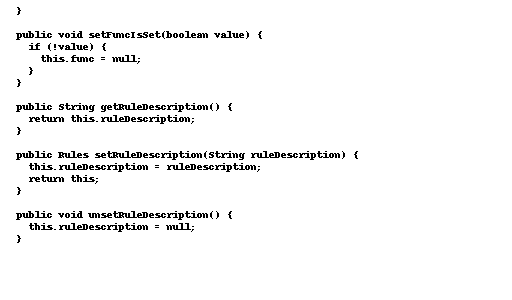 }

public void setFuncIsSet(boolean value) {
  if (!value) {
    this.func = null;
  }
}

public String getRuleDescription() {
  return this.ruleDescription;
}

public Rules setRuleDescription(String ruleDescription) {
  this.ruleDescription = ruleDescription;
  return this;
}

public void unsetRuleDescription() {
  this.ruleDescription = null;
}